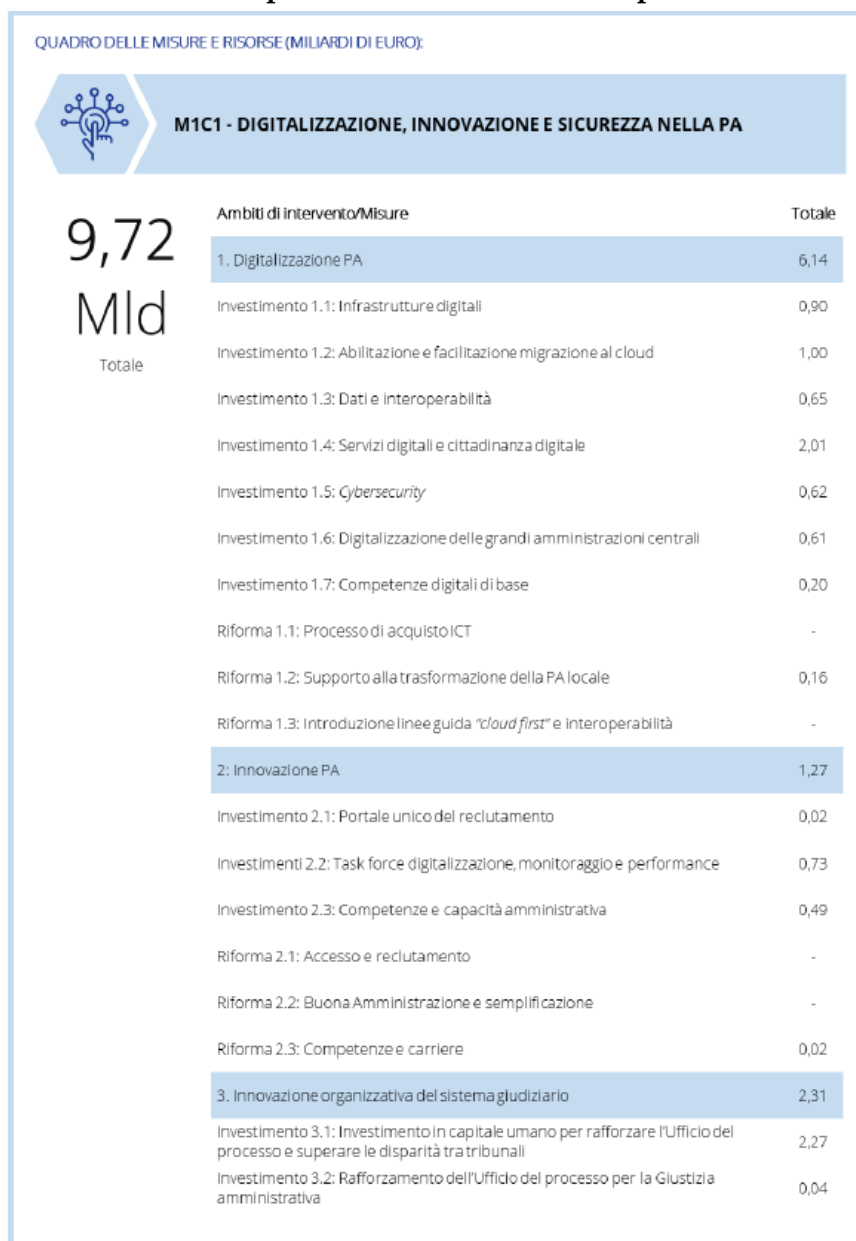 QUADRO DELLE MISURE E RISORSE (MILIARDI DI EURO):
M1C1 - DIGITALIZZAZIONE, INNOVAZIONE E SICUREZZA NELLA PA
9,72
Mld
Totale
Ambiti di intervento/Misure Totale
1. Digitalizzazione PA 6,14
Investimento 1.1: Infrastrutture digitali 0,90
Investimento 1.2: Abilitazione e facilitazione migrazione al cloud 1,00
Investimento 1.3: Dati e interoperabilità 0,65
Investimento 1.4: Servizi digitali e cittadinanza digitale 2,01
Investimento 1.5: Cybersecurity 0,62
Investimento 1.6: Digitalizzazione delle grandi amministrazioni centrali 0,61
Investimento 1.7: Competenze digitali di base 0,20
Riforma 1.1: Processo di acquisto ICT -
Riforma 1.2: Supporto alla trasformazione della PA locale 0,16
Riforma 1.3: Introduzione linee guida "cloud first" e interoperabilità -
2: Innovazione PA 1,27
Investimento 2.1: Portale unico del reclutamento 0,02
Investimenti 2.2: Task force digitalizzazione, monitoraggio e performance 0,73
Investimento 2.3: Competenze e capacità amministrativa 0,49
Riforma 2.1: Accesso e reclutamento -
Riforma 2.2: Buona Amministrazione e semplificazione -
Riforma 2.3: Competenze e carriere 0,02
3. Innovazione organizzativa del sistema giudiziario 2,31
Investimento 3.1: Investimento in capitale umano per rafforzare l'Ufficio del
processo e superare le disparità tra tribunali 2,27
Investimento 3.2: Rafforzamento dell'Ufficio del processo per la Giustizia
amministrativa 0,04